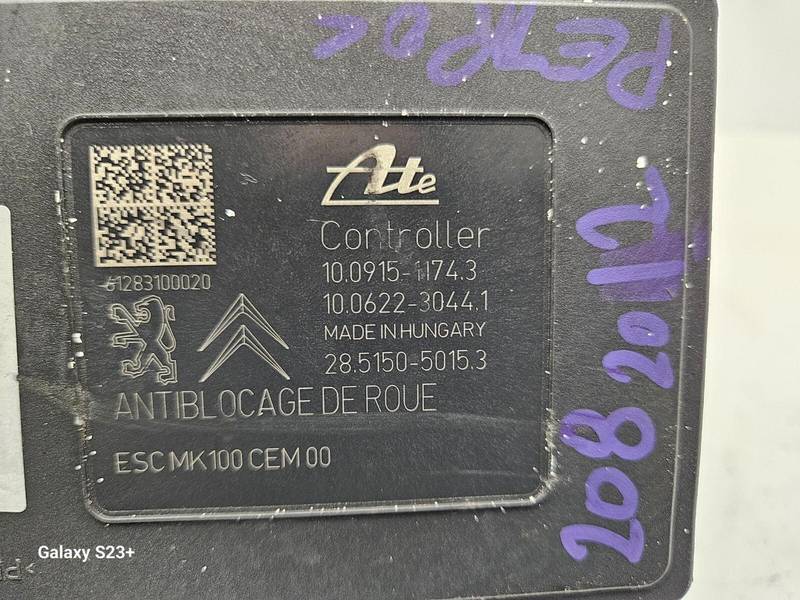 PETROL
Ate
Controller
10.0915-1174.3
61283100020
10.0622-3044.1
MADE IN HUNGARY
28.5150-5015.3
ANTIBLOCAGE DE ROUE
ESC MK100 CEM 00
208 2012
Galaxy S23+